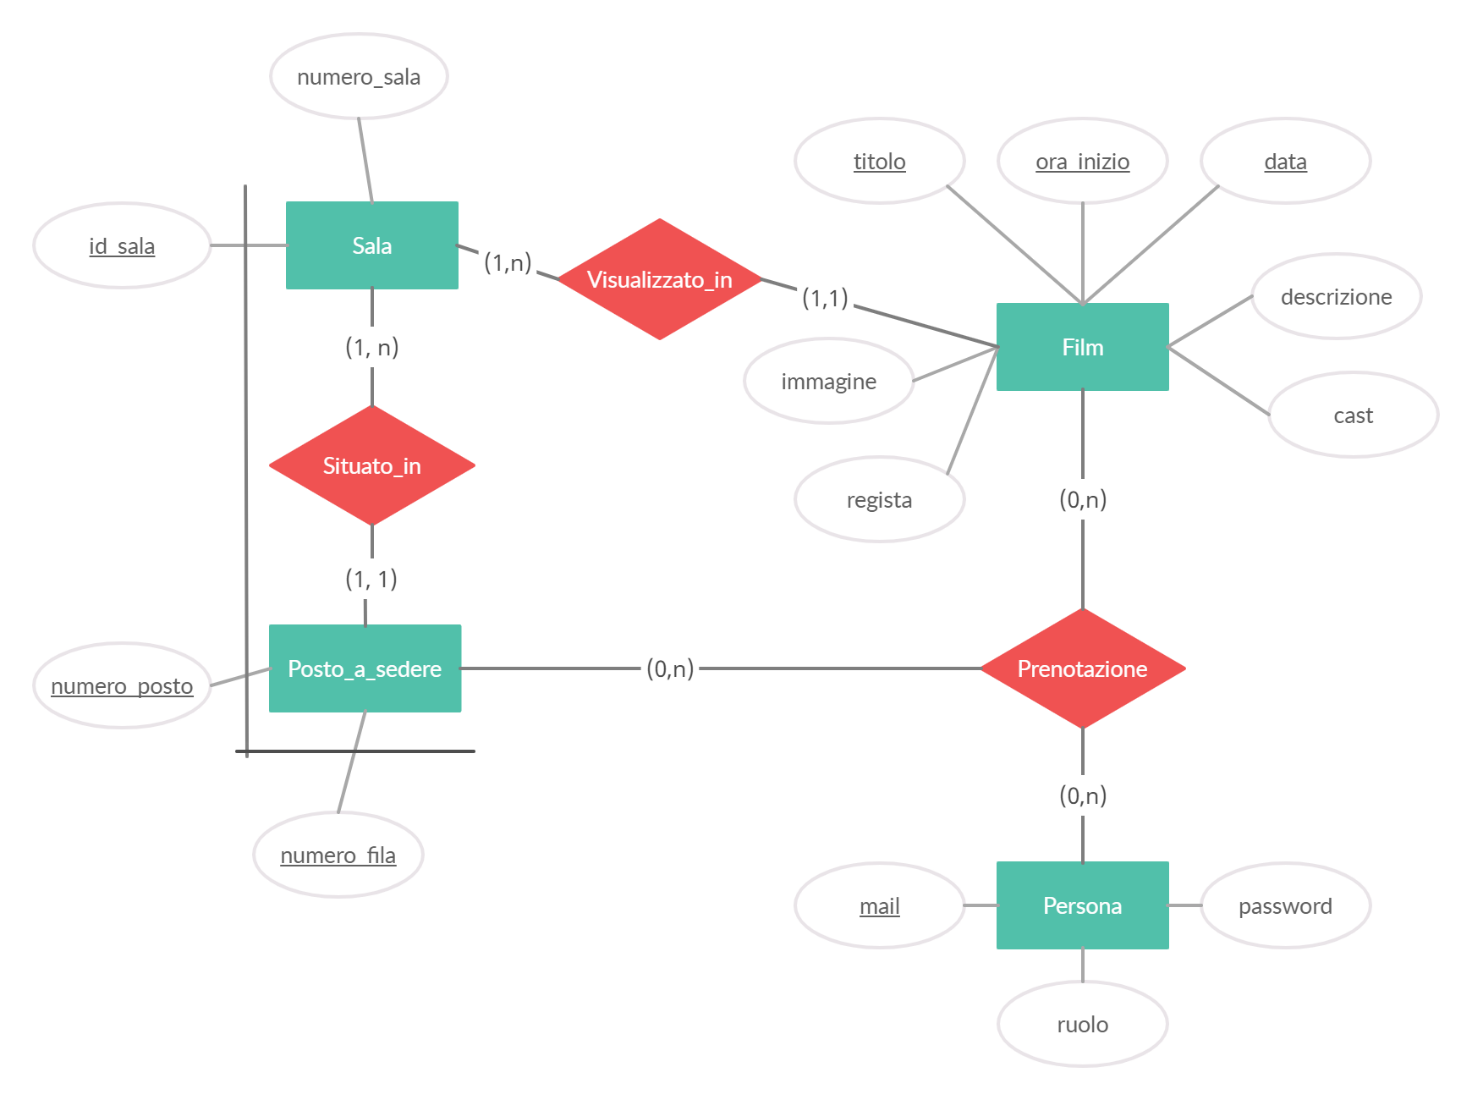 numero_sala
titolo
ora_inizio
data
id_sala
Sala
(1,n)
Visualizzato_in
(1,1)
descrizione
Film
(1, n)
immagine
cast
Situato_in
regista
(0,n)
(1, 1)
Posto_a_sedere
(0,n)
Prenotazione
numero_posto
(0,n)
numero_fila
mail
Persona
password
ruolo